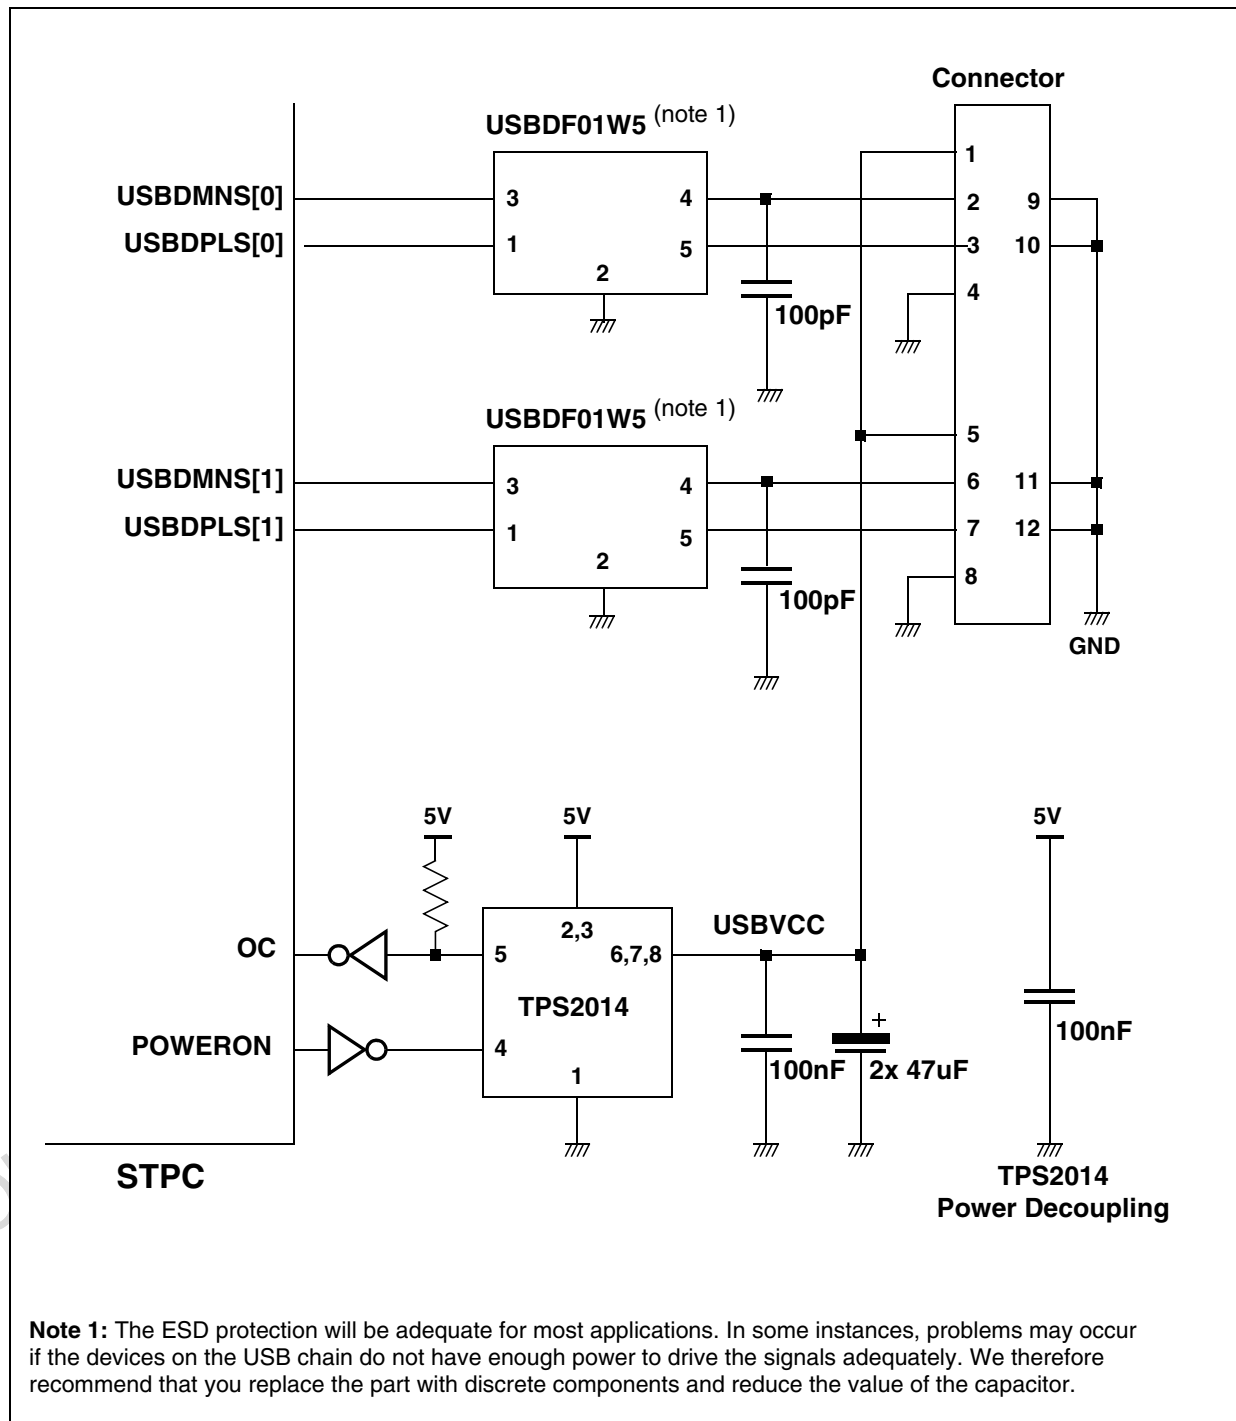 Connector
USBDF01W5 (note 1)
1
USBDMNS[0]
3
4
2
9
USBDPLS[0]
1
5
3
10
2
4
100pF
USBDF01W5 (note 1)
5
USBDMNS[1]
3
4
6
11
USBDPLS[1]
1
5
7
12
2
8
100pF
GND
5V
5V
5V
2,3
USBVCC
OC
5
6,7,8
TPS2014
POWERON
4
1
+
100nF
2x 47uF
100nF
STPC
TPS2014
Power Decoupling
Note 1: The ESD protection will be adequate for most applications. In some instances, problems may occur
if the devices on the USB chain do not have enough power to drive the signals adequately. We therefore
recommend that you replace the part with discrete components and reduce the value of the capacitor.